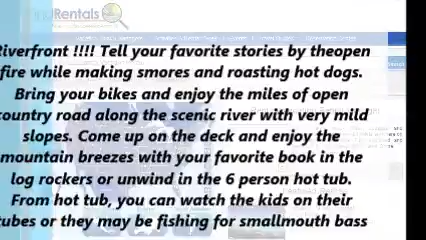 Rentals
Riverfront !!!! Tell your favorite stories by theopen
fire while making smores and roasting hot dogs.
Bring your bikes and enjoy the miles of open
country road along the scenic river with very mild
slopes. Come up on the deck and enjoy the
mountain breezes with your favorite book in the
log rockers or unwind in the 6 person hot tub.
From hot tub, you can watch the kids on their
tubes or they may be fishing for smallmouth bass